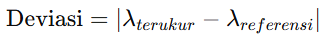 Deviasi = |λ_terukur − λ_referensi|